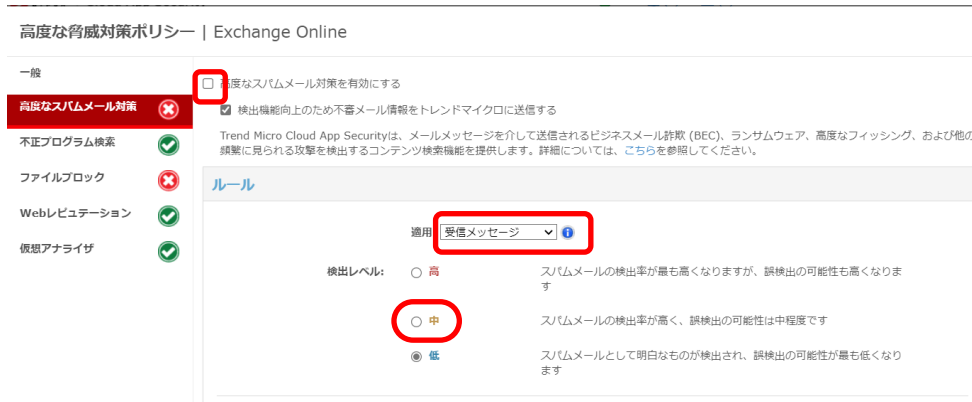 高度な脅威対策ポリシー | Exchange Online
一般
高度なスパムメール対策を有効にする
高度なスパムメール対策
検出機能向上のため不審メール情報をトレンドマイクロに送信する
不正プログラム検索
Trend Micro Cloud App Securityは、メールメッセージを介して送信されるビジネスメール詐欺 (BEC)、ランサムウェア、高度なフィッシング、および他の
頻繁に見られる攻撃を検出するコンテンツ検索機能を提供します。詳細については、こちらを参照してください。
ファイルブロック
ルール
Webレピュテーション
適用 受信メッセージ
仮想アナライザ
検出レベル: 高 スパムメールの検出率が最も高くなりますが、誤検出の可能性も高くなりま
す
中 スパムメールの検出率が高く、誤検出の可能性は中程度です
低 スパムメールとして明白なものが検出され、誤検出の可能性が最も低くなり
ます